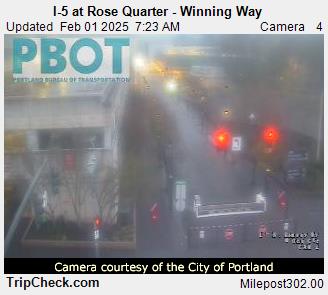 I-5 at Rose Quarter - Winning Way
Updated Feb 01 2025 7:23 AM Camera 4
PBOT
PORTLAND BUREAU OF TRANSPORTATION
Camera courtesy of the City of Portland
TripCheck.com Milepost302.00